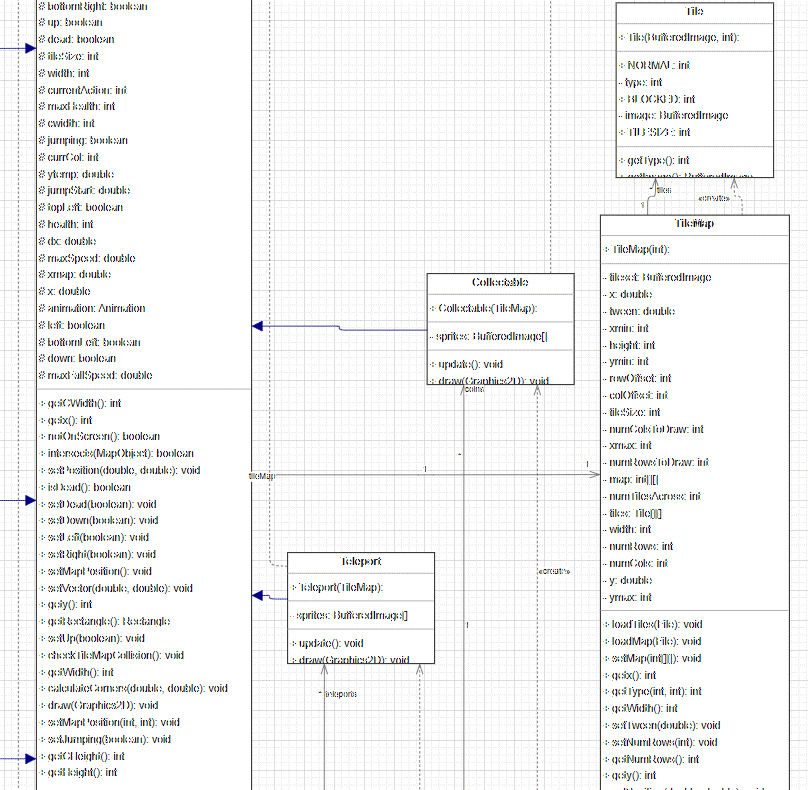 # bottomRight: boolean
# up: boolean
# dead: boolean
# tileSize: int
# width: int
# currentAction: int
# maxHealth: int
# cwidth: int
# jumping: boolean
# currCol: int
# ytemp: double
# jumpStart: double
# topLeft: boolean
# health: int
# dx: double
# maxSpeed: double
# xmap: double
# x: double
# animation: Animation
# left: boolean
# bottomLeft: boolean
# down: boolean
# maxFallSpeed: double
+ getCWidth(): int
+ getx(): int
+ notOnScreen(): boolean
+ intersects(MapObject): boolean
+ setPosition(double, double): void
+ isDead(): boolean
+ setDead(boolean): void
+ setDown(boolean): void
+ setLeft(boolean): void
+ setRight(boolean): void
+ setMapPosition(): void
+ setVector(double, double): void
+ gety(): int
+ getRectangle(): Rectangle
+ setUp(boolean): void
+ checkTileMapCollision(): void
+ getWidth(): int
+ calculateCorners(double, double): void
+ draw(Graphics2D): void
+ setMapPosition(int, int): void
+ setJumping(boolean): void
+ getCHeight(): int
+ getHeight(): int
Collectable
+ Collectable(TileMap):
- sprites: BufferedImage[]
+ update(): void
+ draw(Graphics2D): void
coins
*
1
tileMap
1
1
Teleport
+ Teleport(TileMap):
- sprites: BufferedImage[]
+ update(): void
+ draw(Graphics2D): void
* teleports
«create»
1
Tile
+ Tile(BufferedImage, int):
+ NORMAL: int
- type: int
+ BLOCKED: int
- image: BufferedImage
+ TILESIZE: int
+ getType(): int
+ getImage(): BufferedImage
* tiles
«create»
1
TileMap
+ TileMap(int):
- tileset: BufferedImage
- x: double
- tween: double
- xmin: int
- height: int
- ymin: int
- rowOffset: int
- colOffset: int
- tileSize: int
- numColsToDraw: int
- xmax: int
- numRowsToDraw: int
- map: int[][]
- numTilesAcross: int
- tiles: Tile[][]
- width: int
- numRows: int
- numCols: int
- y: double
- ymax: int
+ loadTiles(File): void
+ loadMap(File): void
+ setMap(int[][]): void
+ getx(): int
+ getType(int, int): int
+ getWidth(): int
+ setTween(double): void
+ setNumRows(int): void
+ getNumRows(): int
+ gety(): int